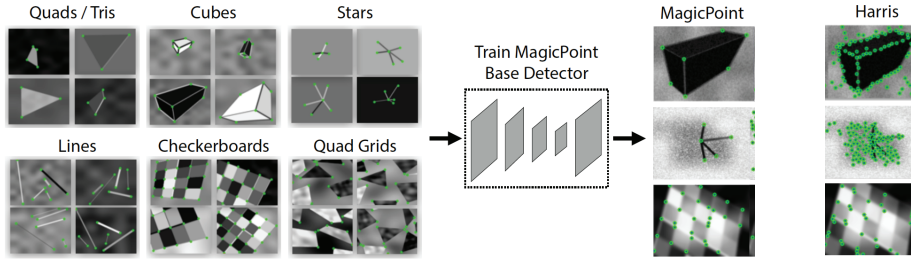 Quads / Tris
Cubes
Stars
Lines
Checkerboards
Quad Grids
Train MagicPoint
Base Detector
MagicPoint
Harris